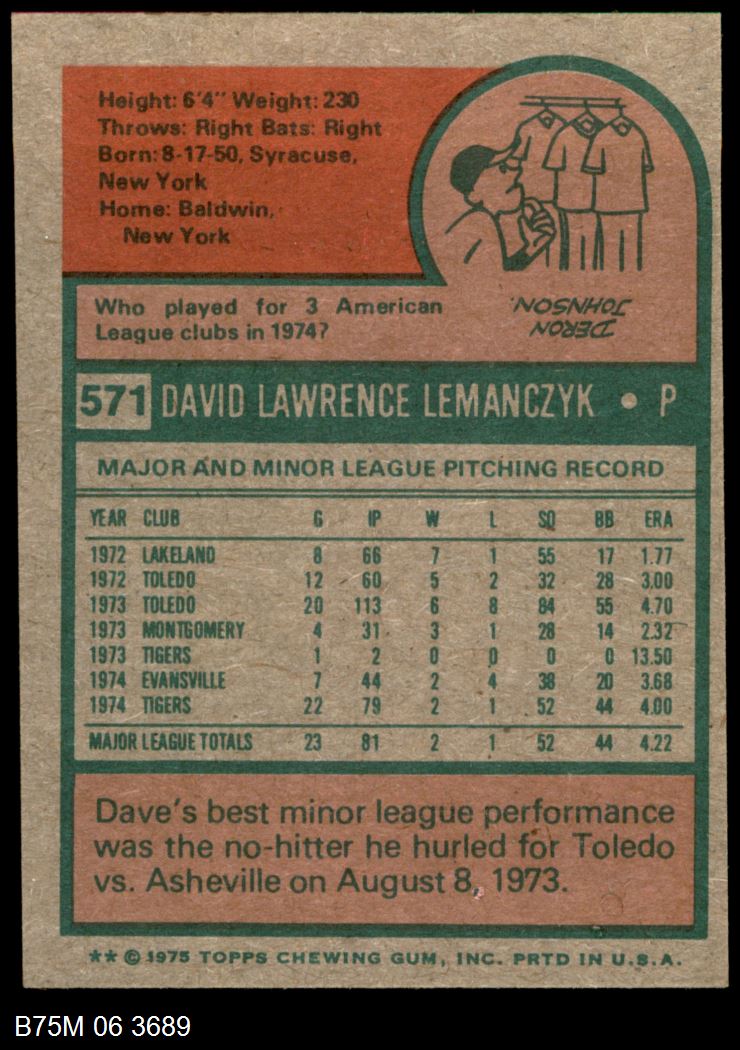 Height: 6'4" Weight: 230
Throws: Right Bats: Right
Born: 8-17-50, Syracuse,
New York
Home: Baldwin,
New York
Who played for 3 American
League clubs in 1974?
DERON
JOHNSON.
571 DAVID LAWRENCE LEMANCZYK • P
MAJOR AND MINOR LEAGUE PITCHING RECORD
YEAR CLUB G IP W L SO BB ERA
1972 LAKELAND 8 66 7 1 55 17 1.77
1972 TOLEDO 12 60 5 2 32 28 3.00
1973 TOLEDO 20 113 6 8 84 55 4.70
1973 MONTGOMERY 4 31 3 1 28 14 2.32
1973 TIGERS 1 2 0 0 0 0 13.50
1974 EVANSVILLE 7 44 2 4 38 20 3.68
1974 TIGERS 22 79 2 1 52 44 4.00
MAJOR LEAGUE TOTALS 23 81 2 1 52 44 4.22
Dave's best minor league performance
was the no-hitter he hurled for Toledo
vs. Asheville on August 8, 1973.
** © 1975 TOPPS CHEWING GUM, INC. PRTD IN U.S.A.
B75M 06 3689